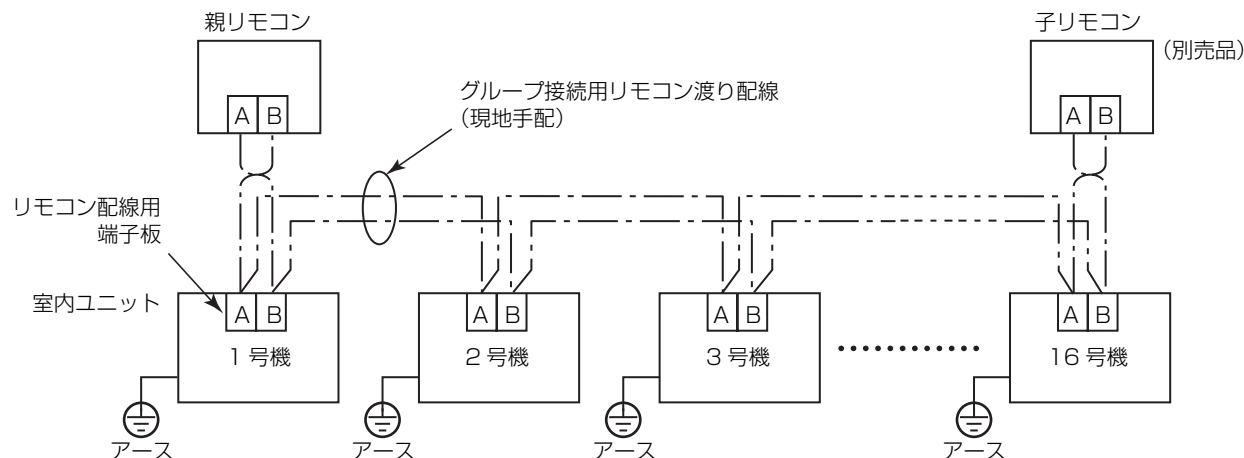 親リモコン
子リモコン
(別売品)
A B
A B
グループ接続用リモコン渡り配線
(現地手配)
リモコン配線用
端子板
室内ユニット
A B
A B
A B
A B
1 号機
2 号機
3 号機
16 号機
アース
アース
アース
アース